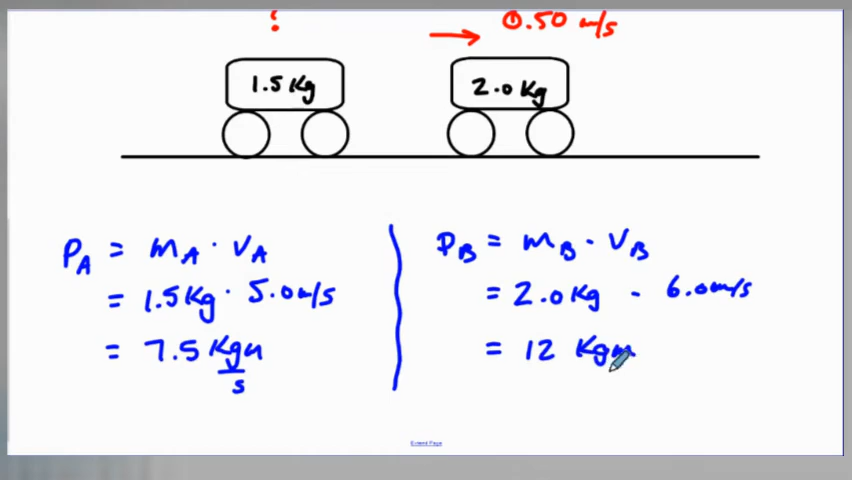 ?
0.50 m/s
1.5 Kg
2.0 Kg
PA = mA · VA
= 1.5 Kg · 5.0 m/s
= 7.5 Kgm/s
PB = mB · VB
= 2.0 Kg · 6.0 m/s
= 12 Kgm
Extend Page